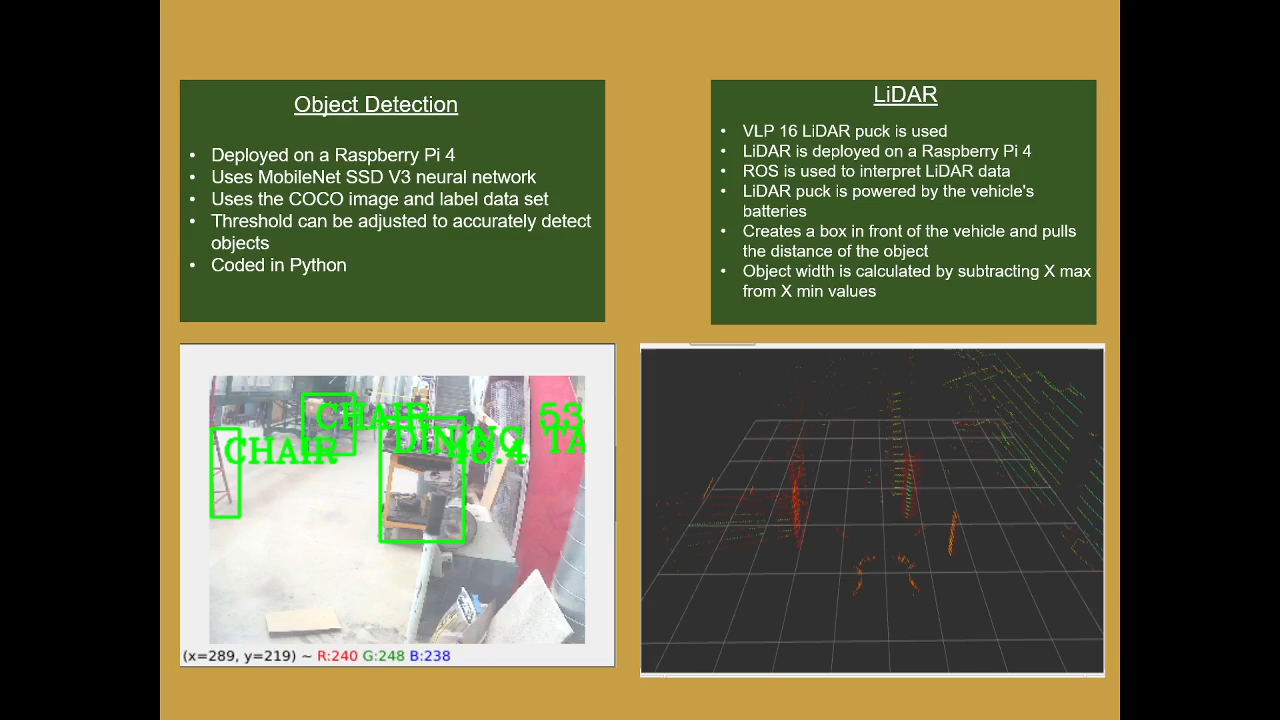 Object Detection
• Deployed on a Raspberry Pi 4
• Uses MobileNet SSD V3 neural network
• Uses the COCO image and label data set
• Threshold can be adjusted to accurately detect
objects
• Coded in Python
LiDAR
• VLP 16 LiDAR puck is used
• LiDAR is deployed on a Raspberry Pi 4
• ROS is used to interpret LiDAR data
• LiDAR puck is powered by the vehicle's
batteries
• Creates a box in front of the vehicle and pulls
the distance of the object
• Object width is calculated by subtracting X max
from X min values
CHAIR 53
CHAIR DINING TA
(x=289, y=219) ~ R:240 G:248 B:238